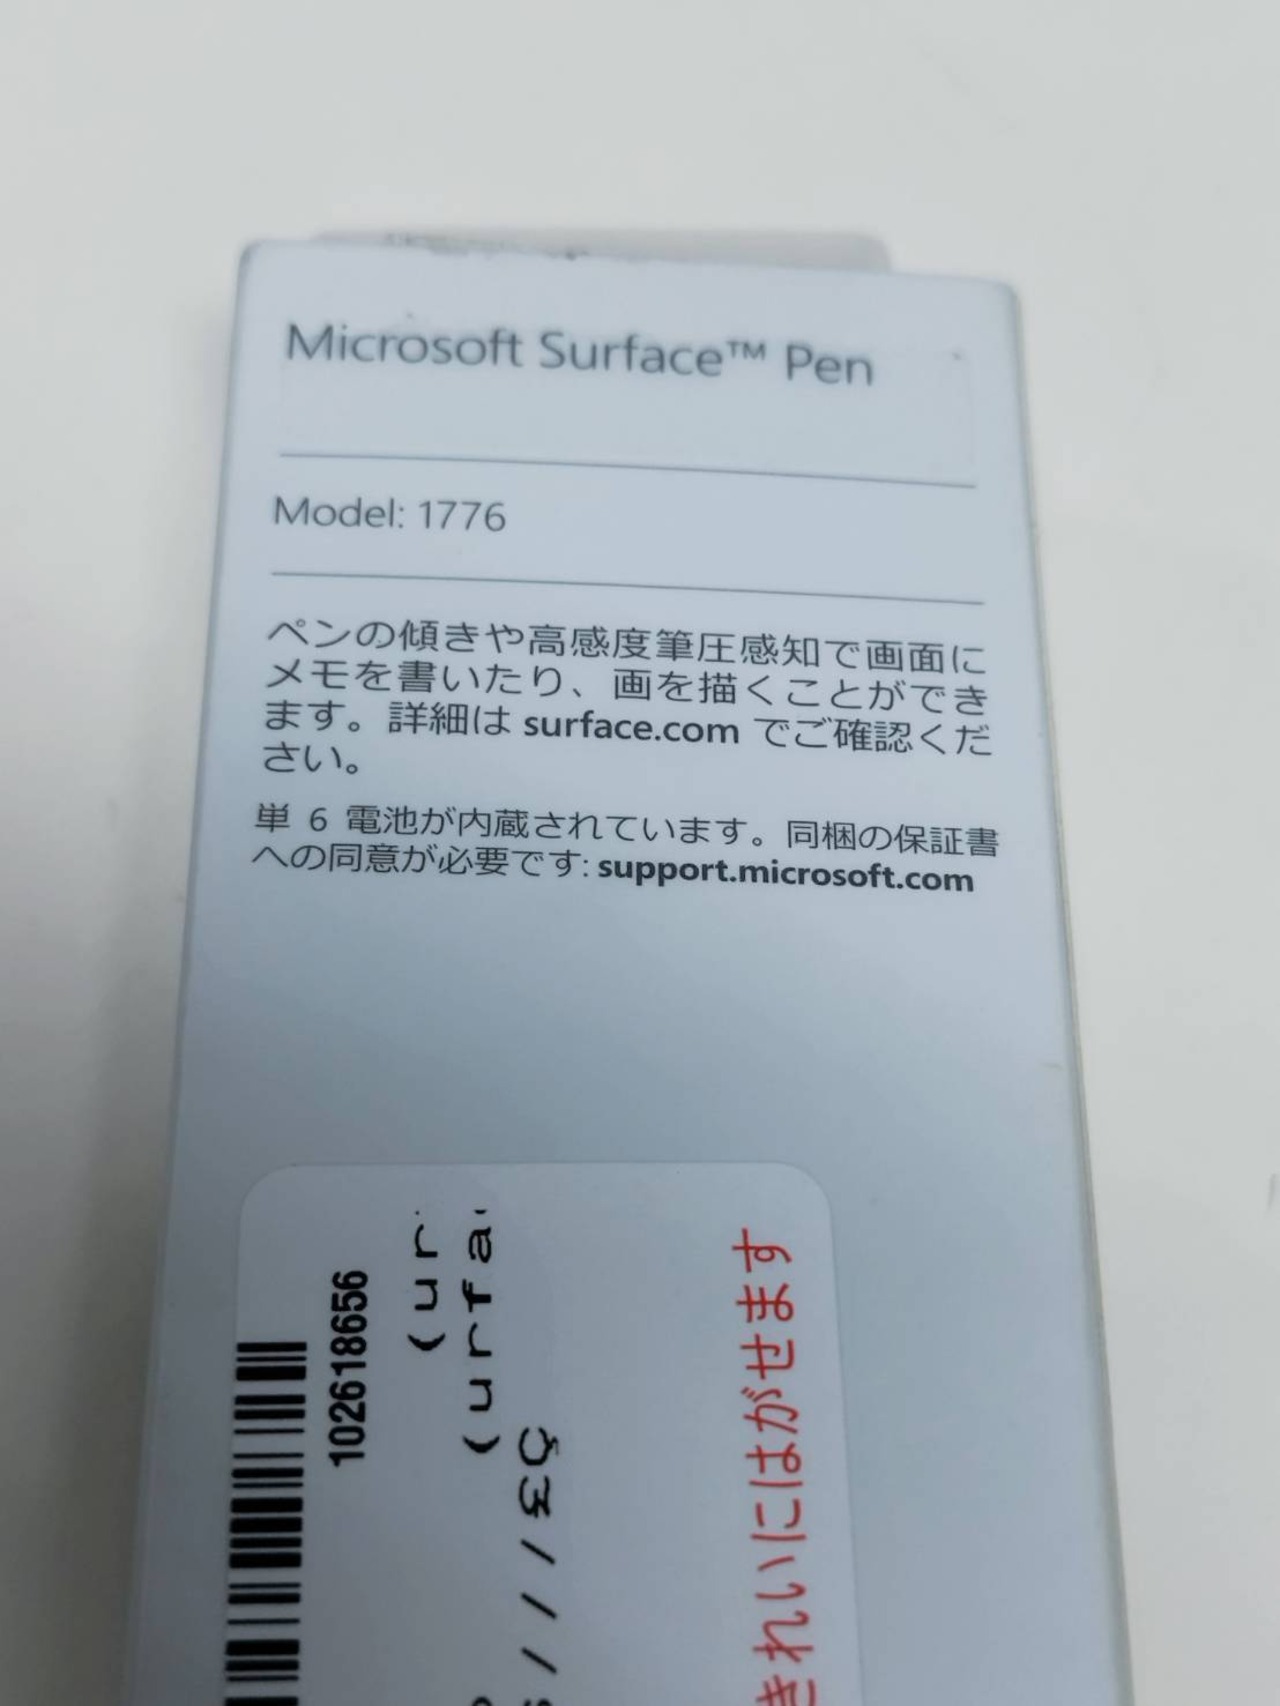 Microsoft Surface™ Pen
Model: 1776
ペンの傾きや高感度筆圧感知で画面に
メモを書いたり、画を描くことができ
ます。詳細は surface.com でご確認くだ
さい。
単 6 電池が内蔵されています。同梱の保証書
への同意が必要です: support.microsoft.com
102618656
(ur
(urfa
53///
きれいにはがせます